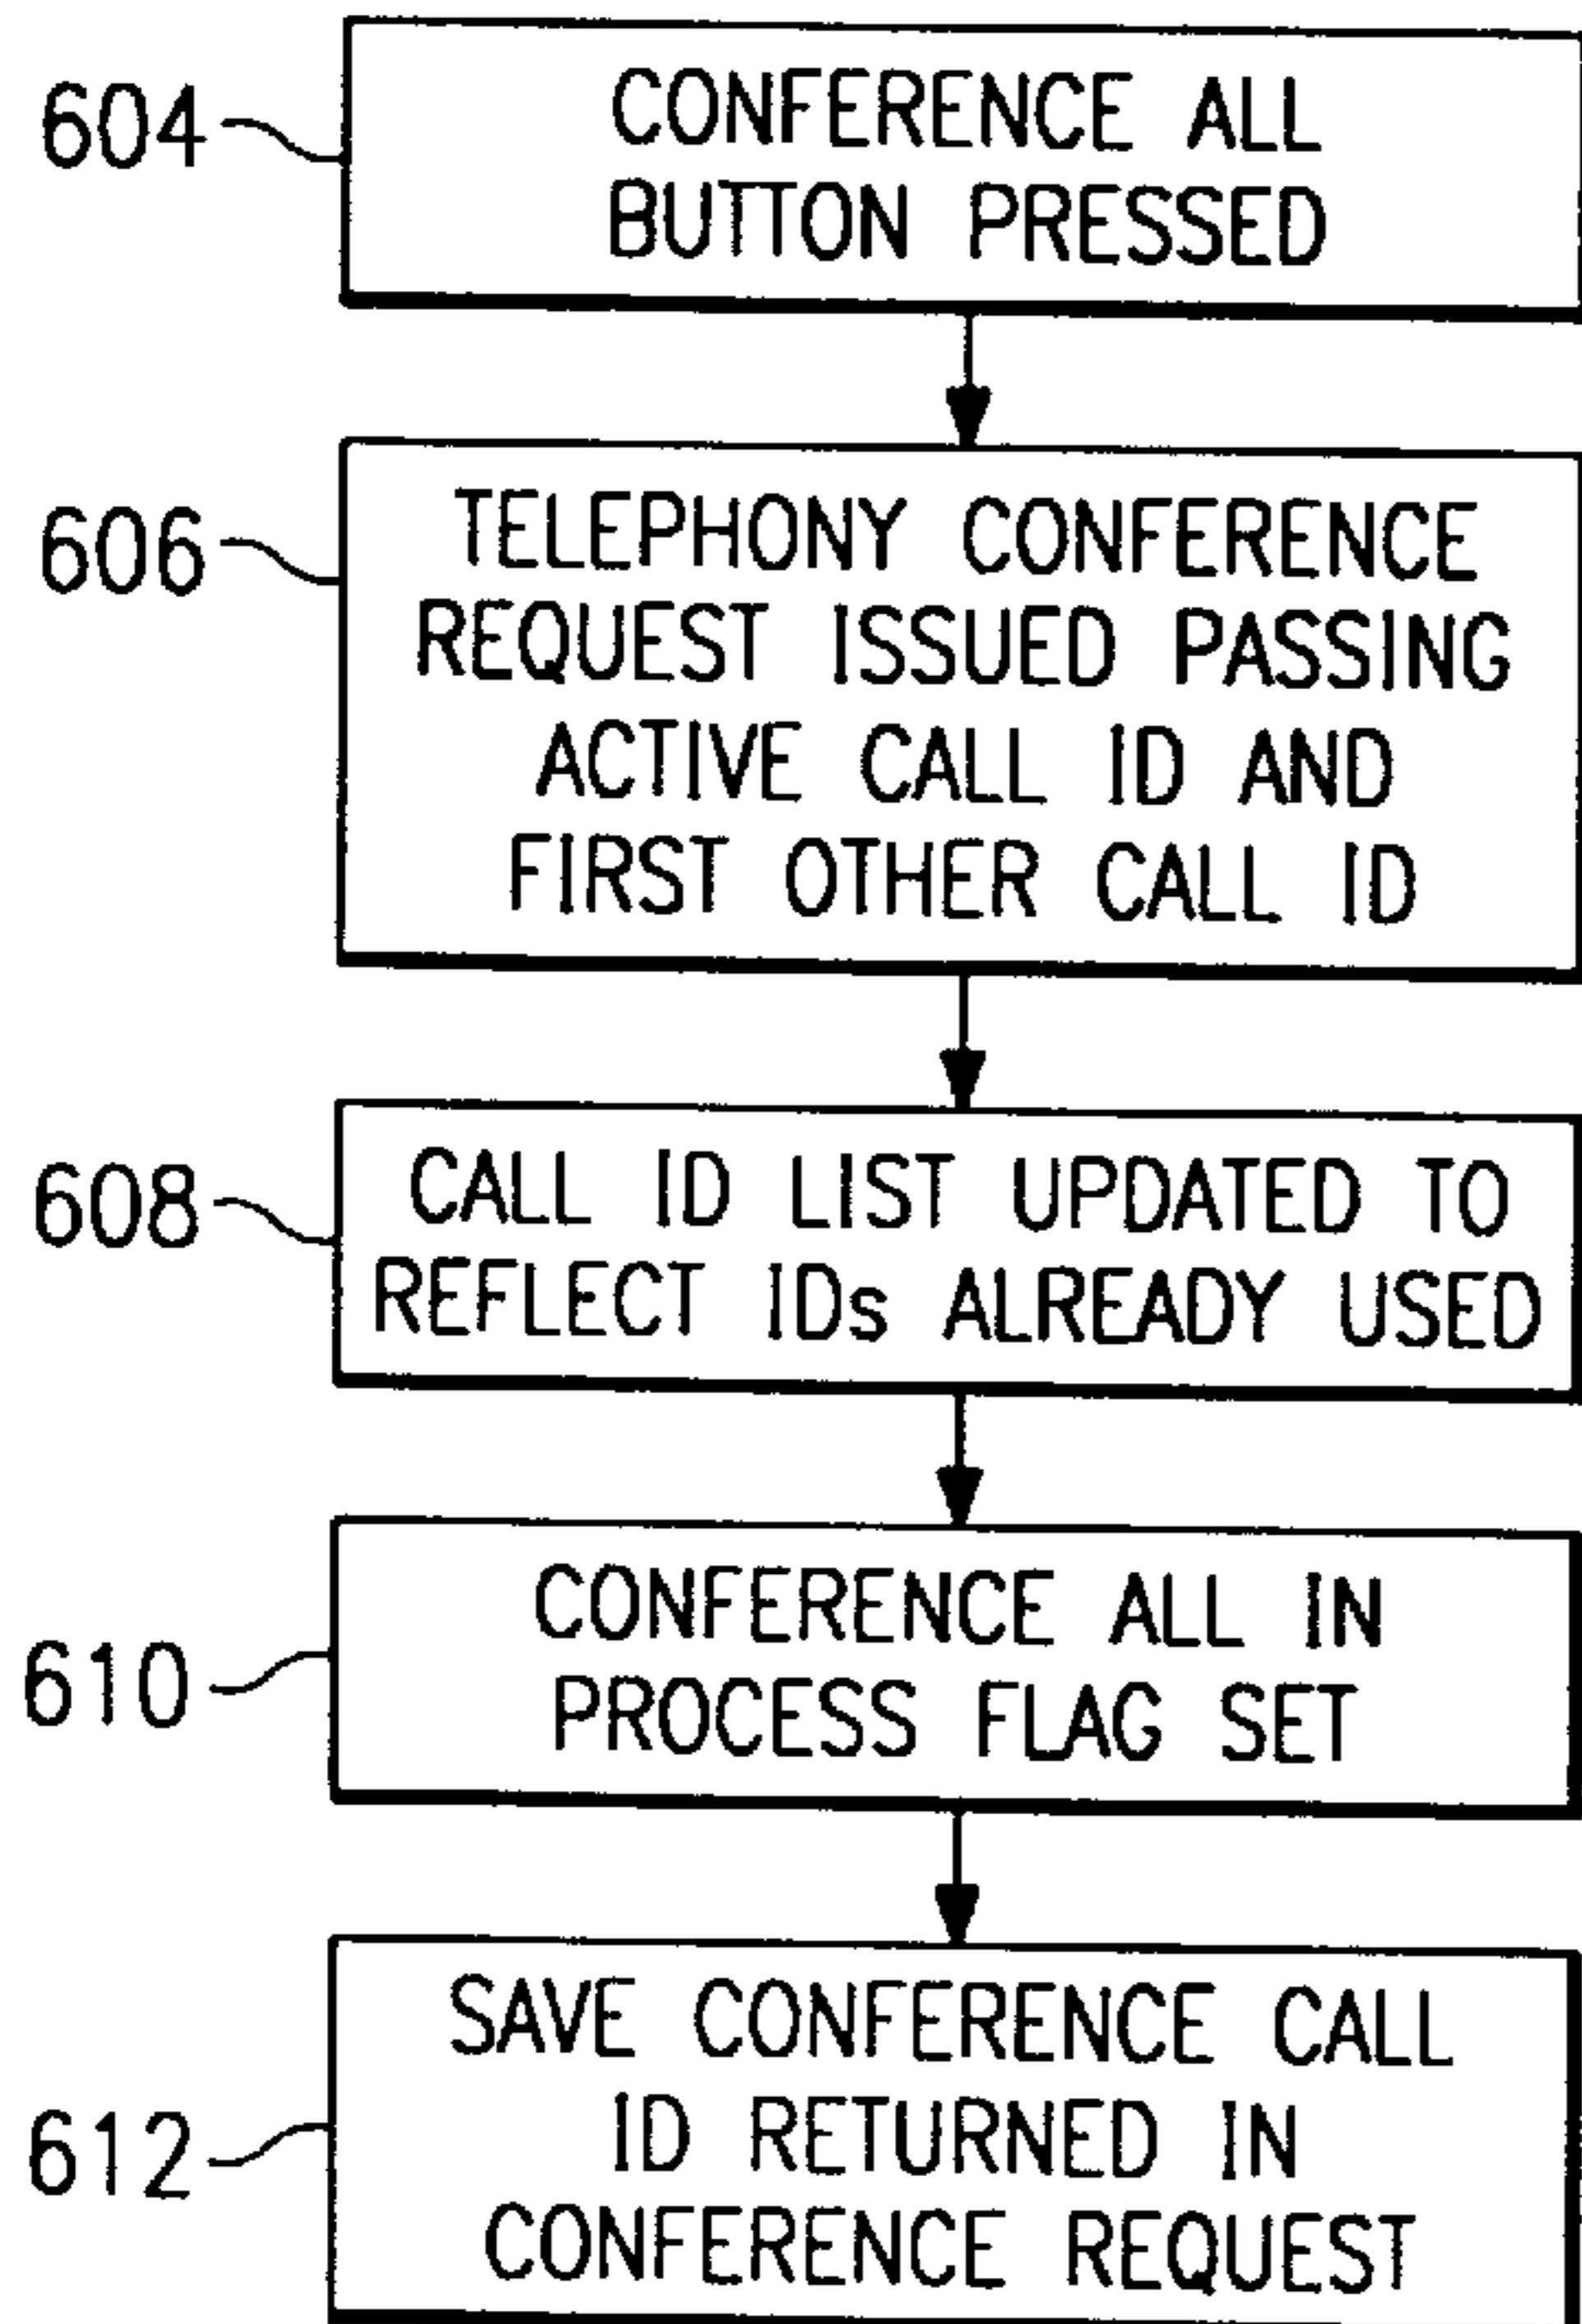 604
CONFERENCE ALL
BUTTON PRESSED
606
TELEPHONY CONFERENCE
REQUEST ISSUED PASSING
ACTIVE CALL ID AND
FIRST OTHER CALL ID
608
CALL ID LIST UPDATED TO
REFLECT IDs ALREADY USED
610
CONFERENCE ALL IN
PROCESS FLAG SET
612
SAVE CONFERENCE CALL
ID RETURNED IN
CONFERENCE REQUEST